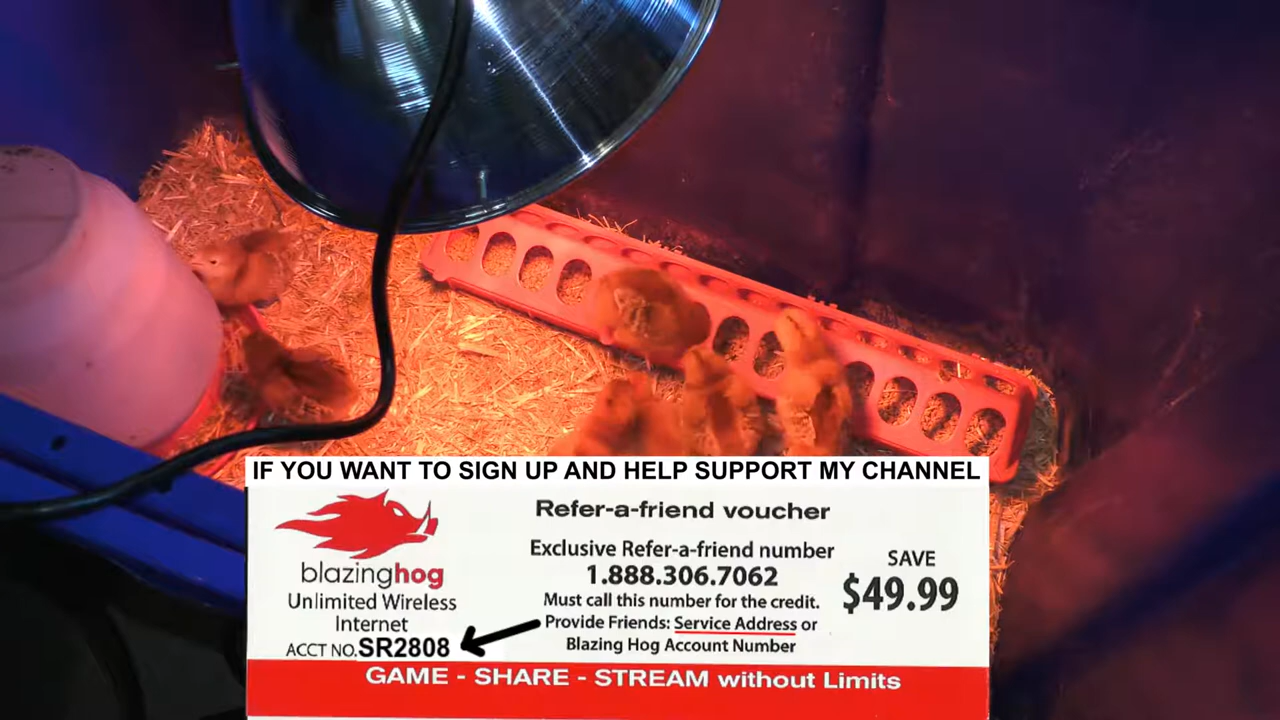 IF YOU WANT TO SIGN UP AND HELP SUPPORT MY CHANNEL
blazinghog
Unlimited Wireless
Internet
ACCT NO.SR2808
Refer-a-friend voucher
Exclusive Refer-a-friend number
1.888.306.7062
Must call this number for the credit.
Provide Friends: Service Address or
Blazing Hog Account Number
SAVE
$49.99
GAME - SHARE - STREAM without Limits